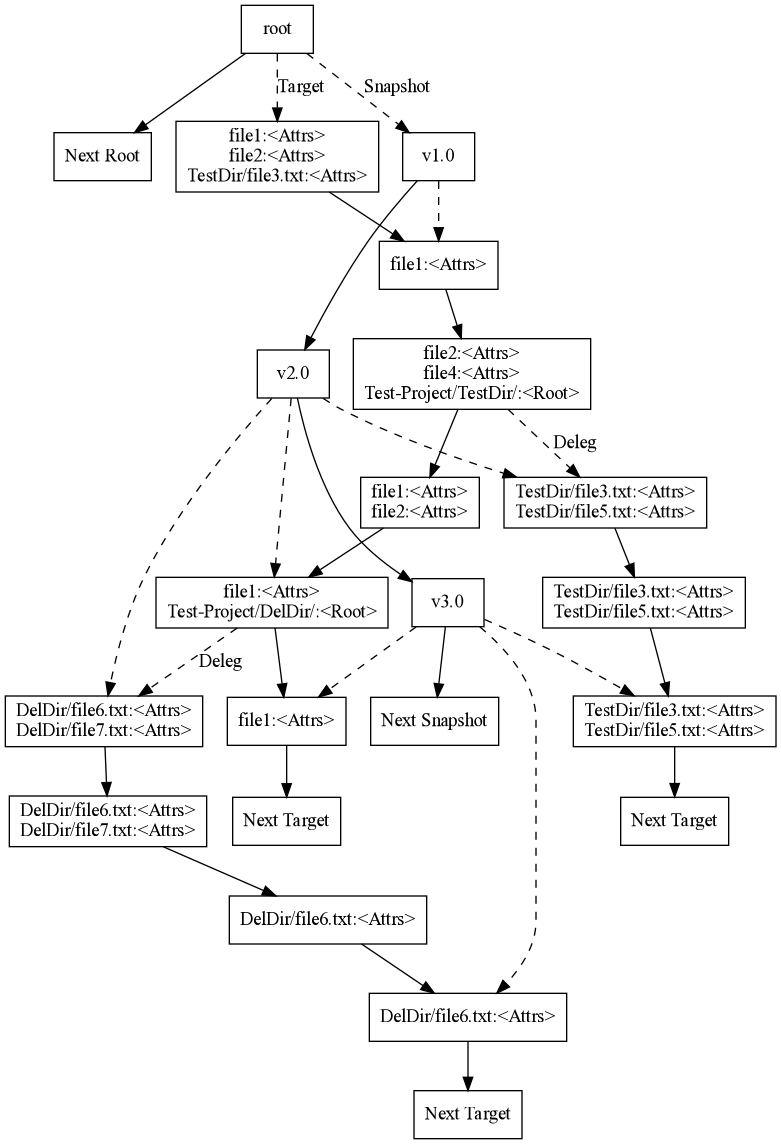 root
Target
Snapshot
Next Root
file1:<Attrs>
file2:<Attrs>
TestDir/file3.txt:<Attrs>
v1.0
file1:<Attrs>
v2.0
file2:<Attrs>
file4:<Attrs>
Test-Project/TestDir/:<Root>
Deleg
file1:<Attrs>
file2:<Attrs>
TestDir/file3.txt:<Attrs>
TestDir/file5.txt:<Attrs>
file1:<Attrs>
Test-Project/DelDir/:<Root>
v3.0
TestDir/file3.txt:<Attrs>
TestDir/file5.txt:<Attrs>
Deleg
DelDir/file6.txt:<Attrs>
DelDir/file7.txt:<Attrs>
file1:<Attrs>
Next Snapshot
TestDir/file3.txt:<Attrs>
TestDir/file5.txt:<Attrs>
DelDir/file6.txt:<Attrs>
DelDir/file7.txt:<Attrs>
Next Target
Next Target
DelDir/file6.txt:<Attrs>
DelDir/file6.txt:<Attrs>
Next Target